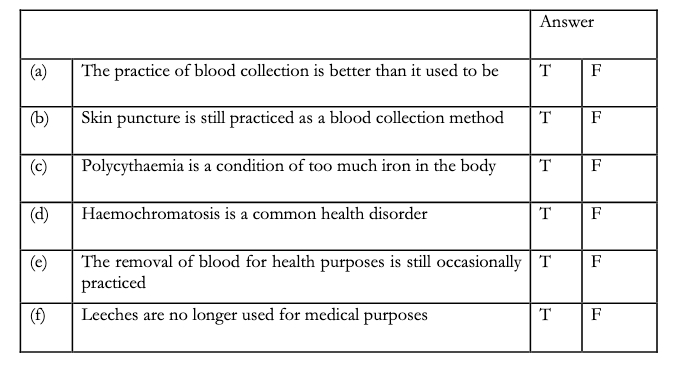 Answer
(a) The practice of blood collection is better than it used to be T F
(b) Skin puncture is still practiced as a blood collection method T F
(c) Polycythaemia is a condition of too much iron in the body T F
(d) Haemochromatosis is a common health disorder T F
(e) The removal of blood for health purposes is still occasionally T F
practiced
(f) Leeches are no longer used for medical purposes T F